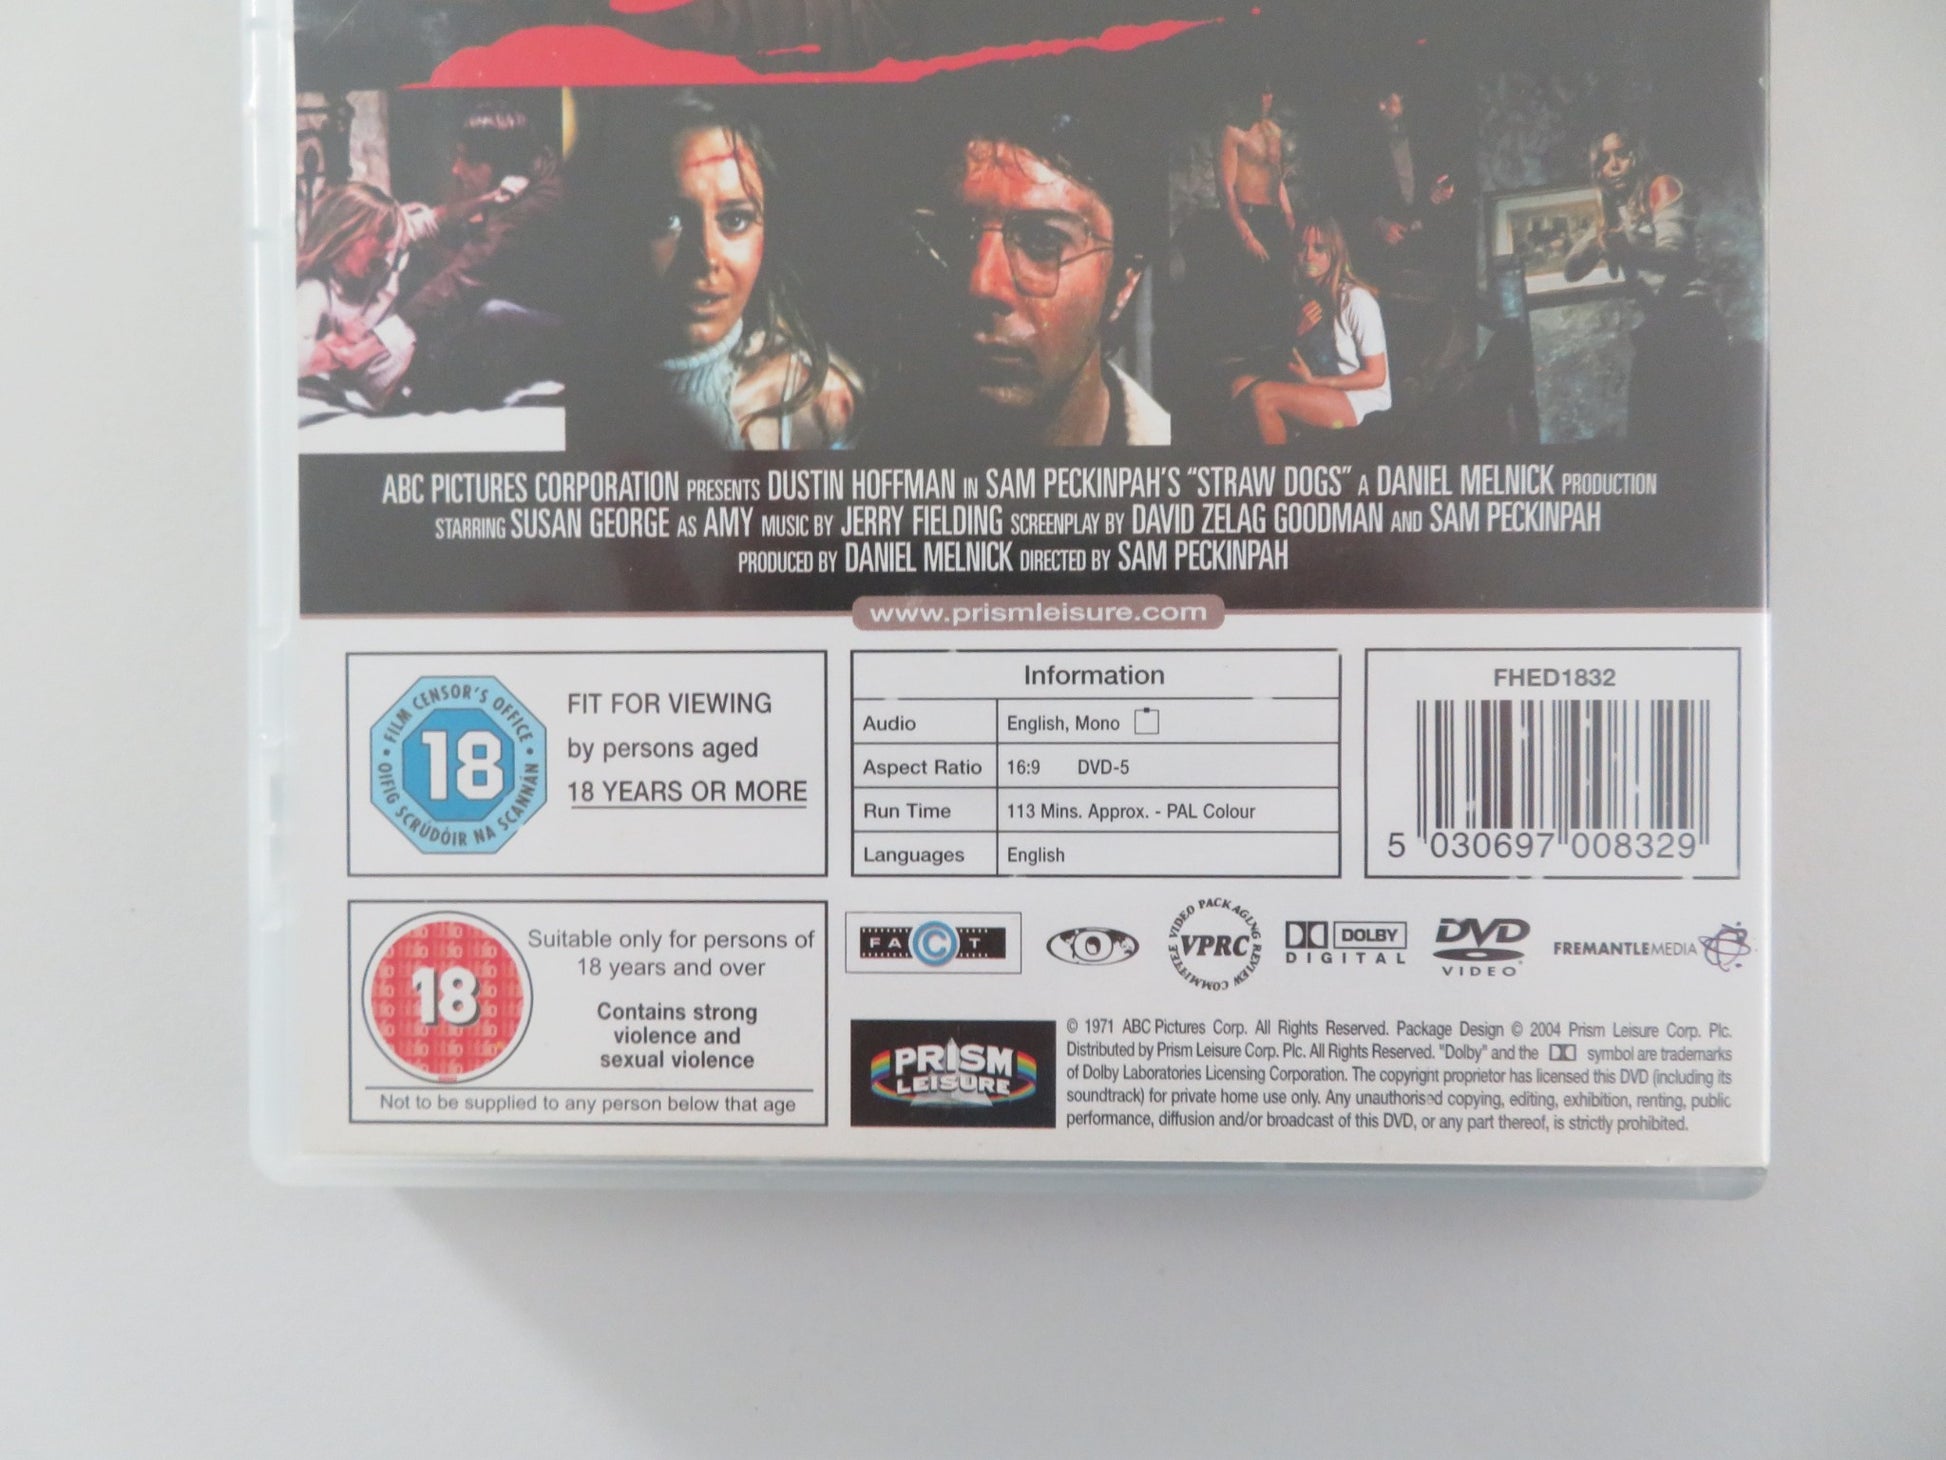 ABC PICTURES CORPORATION PRESENTS DUSTIN HOFFMAN IN SAM PECKINPAH'S "STRAW DOGS" A DANIEL MELNICK PRODUCTION
STARRING SUSAN GEORGE AS AMY MUSIC BY JERRY FIELDING SCREENPLAY BY DAVID ZELAG GOODMAN AND SAM PECKINPAH
PRODUCED BY DANIEL MELNICK DIRECTED BY SAM PECKINPAH
www.prismleisure.com
FILM CENSOR'S OFFICE
OIFIG SCRÚDÓIR NA SCANNÁN
18
FIT FOR VIEWING
by persons aged
18 YEARS OR MORE
Information
Audio English, Mono
Aspect Ratio 16:9 DVD-5
Run Time 113 Mins. Approx. - PAL Colour
Languages English
FHED1832
5 030697 008329
18
Suitable only for persons of
18 years and over
Contains strong
violence and
sexual violence
Not to be supplied to any person below that age
FACT
VIDEO PACKAGING REVIEW COMMITTEE
VPRC
DOLBY
DIGITAL
DVD
VIDEO
FREMANTLEMEDIA
PRISM
LEISURE
© 1971 ABC Pictures Corp. All Rights Reserved. Package Design © 2004 Prism Leisure Corp. Plc.
Distributed by Prism Leisure Corp. Plc. All Rights Reserved. "Dolby" and the symbol are trademarks
of Dolby Laboratories Licensing Corporation. The copyright proprietor has licensed this DVD (including its
soundtrack) for private home use only. Any unauthorised copying, editing, exhibition, renting, public
performance, diffusion and/or broadcast of this DVD, or any part thereof, is strictly prohibited.